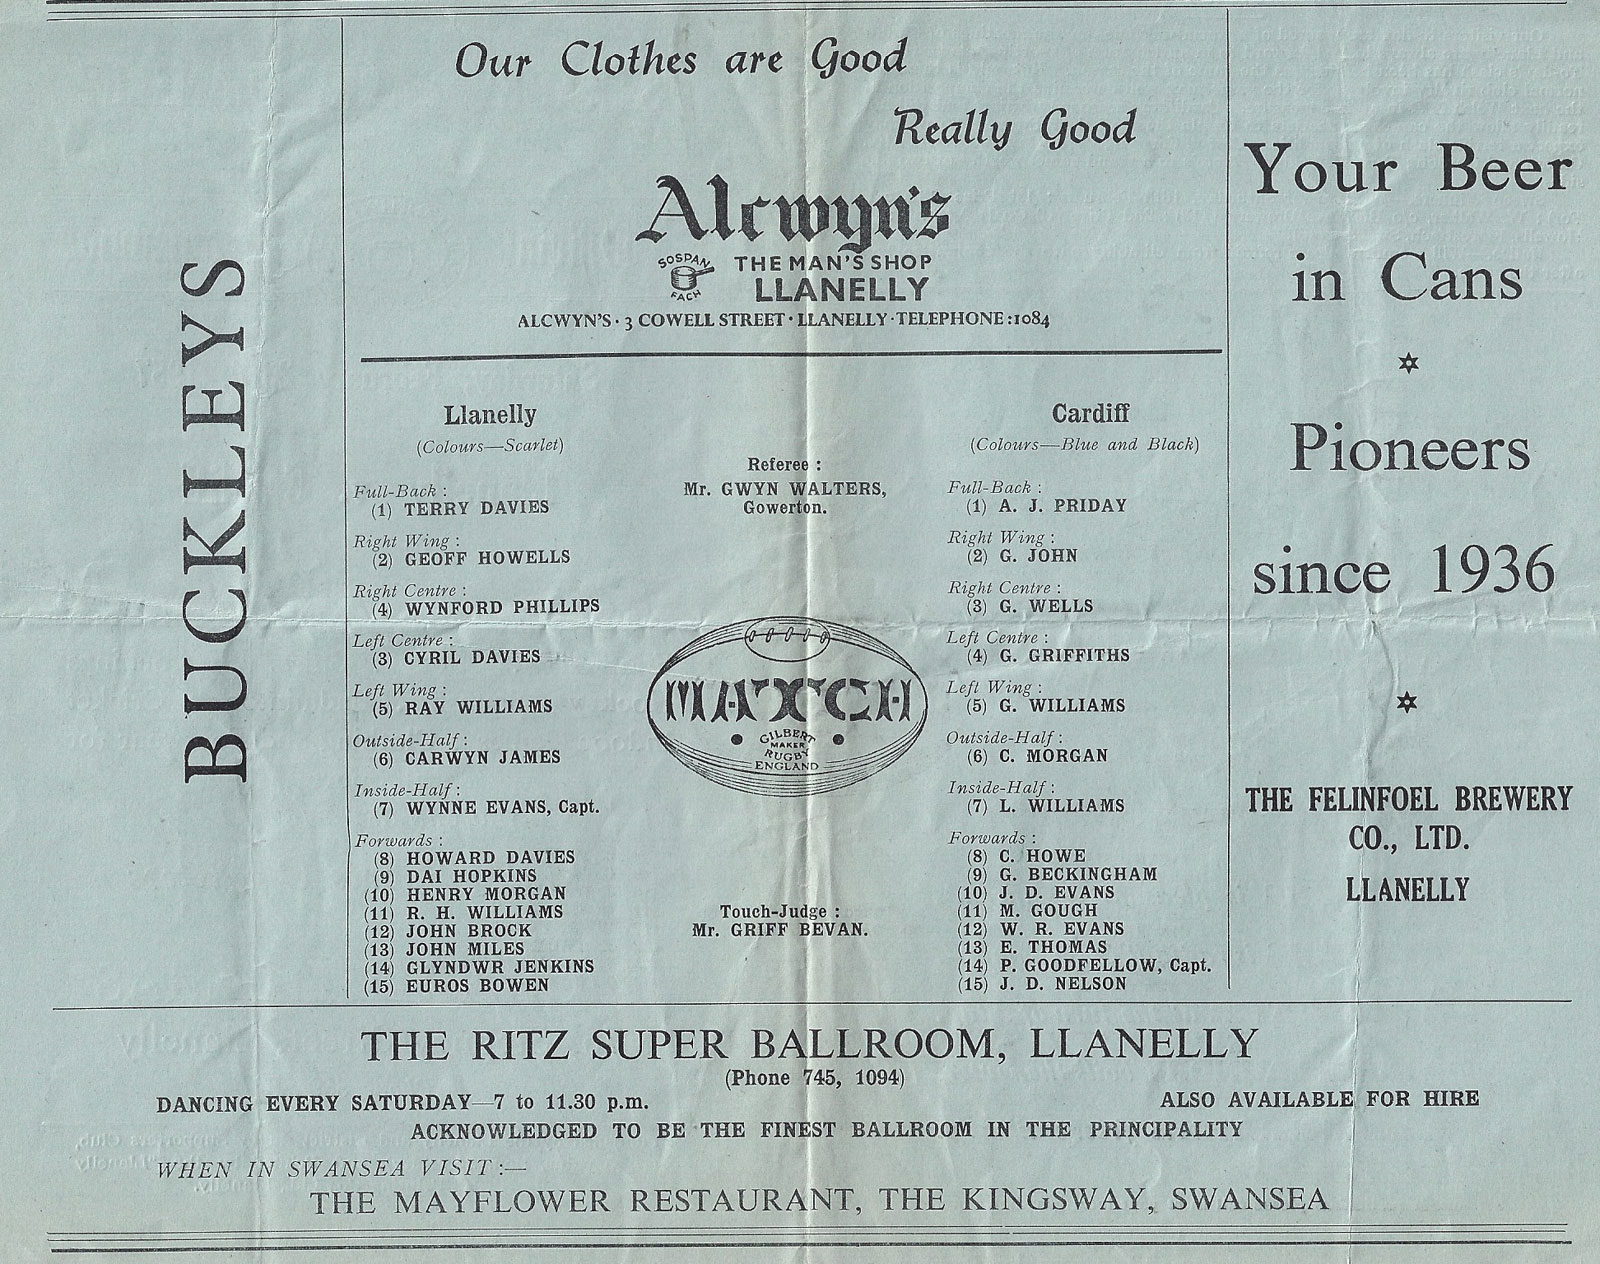 BUCKLEYS
Our Clothes are Good
Really Good
Alcwyn's
SOSPAN
FACH
THE MAN'S SHOP
LLANELLY
ALCWYN'S · 3 COWELL STREET · LLANELLY · TELEPHONE : 1084
Llanelly
(Colours—Scarlet)
Full-Back :
(1) TERRY DAVIES
Right Wing :
(2) GEOFF HOWELLS
Right Centre :
(4) WYNFORD PHILLIPS
Left Centre :
(3) CYRIL DAVIES
Left Wing :
(5) RAY WILLIAMS
Outside-Half :
(6) CARWYN JAMES
Inside-Half :
(7) WYNNE EVANS, Capt.
Forwards :
(8) HOWARD DAVIES
(9) DAI HOPKINS
(10) HENRY MORGAN
(11) R. H. WILLIAMS
(12) JOHN BROCK
(13) JOHN MILES
(14) GLYNDWR JENKINS
(15) EUROS BOWEN
Referee :
Mr. GWYN WALTERS,
Gowerton.
MATCH
GILBERT
MAKER
RUGBY
ENGLAND
Touch-Judge :
Mr. GRIFF BEVAN.
Cardiff
(Colours—Blue and Black)
Full-Back :
(1) A. J. PRIDAY
Right Wing :
(2) G. JOHN
Right Centre :
(3) G. WELLS
Left Centre :
(4) G. GRIFFITHS
Left Wing :
(5) G. WILLIAMS
Outside-Half :
(6) C. MORGAN
Inside-Half :
(7) L. WILLIAMS
Forwards :
(8) C. HOWE
(9) G. BECKINGHAM
(10) J. D. EVANS
(11) M. GOUGH
(12) W. R. EVANS
(13) E. THOMAS
(14) P. GOODFELLOW, Capt.
(15) J. D. NELSON
Your Beer
in Cans
Pioneers
since 1936
THE FELINFOEL BREWERY
CO., LTD.
LLANELLY
THE RITZ SUPER BALLROOM, LLANELLY
(Phone 745, 1094)
DANCING EVERY SATURDAY—7 to 11.30 p.m.
ALSO AVAILABLE FOR HIRE
ACKNOWLEDGED TO BE THE FINEST BALLROOM IN THE PRINCIPALITY
WHEN IN SWANSEA VISIT :—
THE MAYFLOWER RESTAURANT, THE KINGSWAY, SWANSEA